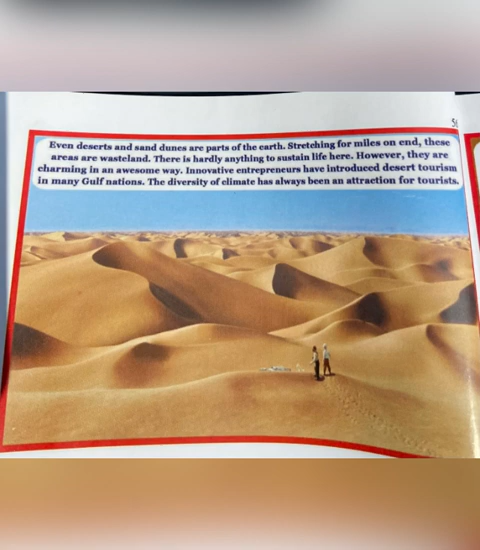 Even deserts and sand dunes are parts of the earth. Stretching for miles on end, these
areas are wasteland. There is hardly anything to sustain life here. However, they are
charming in an awesome way. Innovative entrepreneurs have introduced desert tourism
in many Gulf nations. The diversity of climate has always been an attraction for tourists.